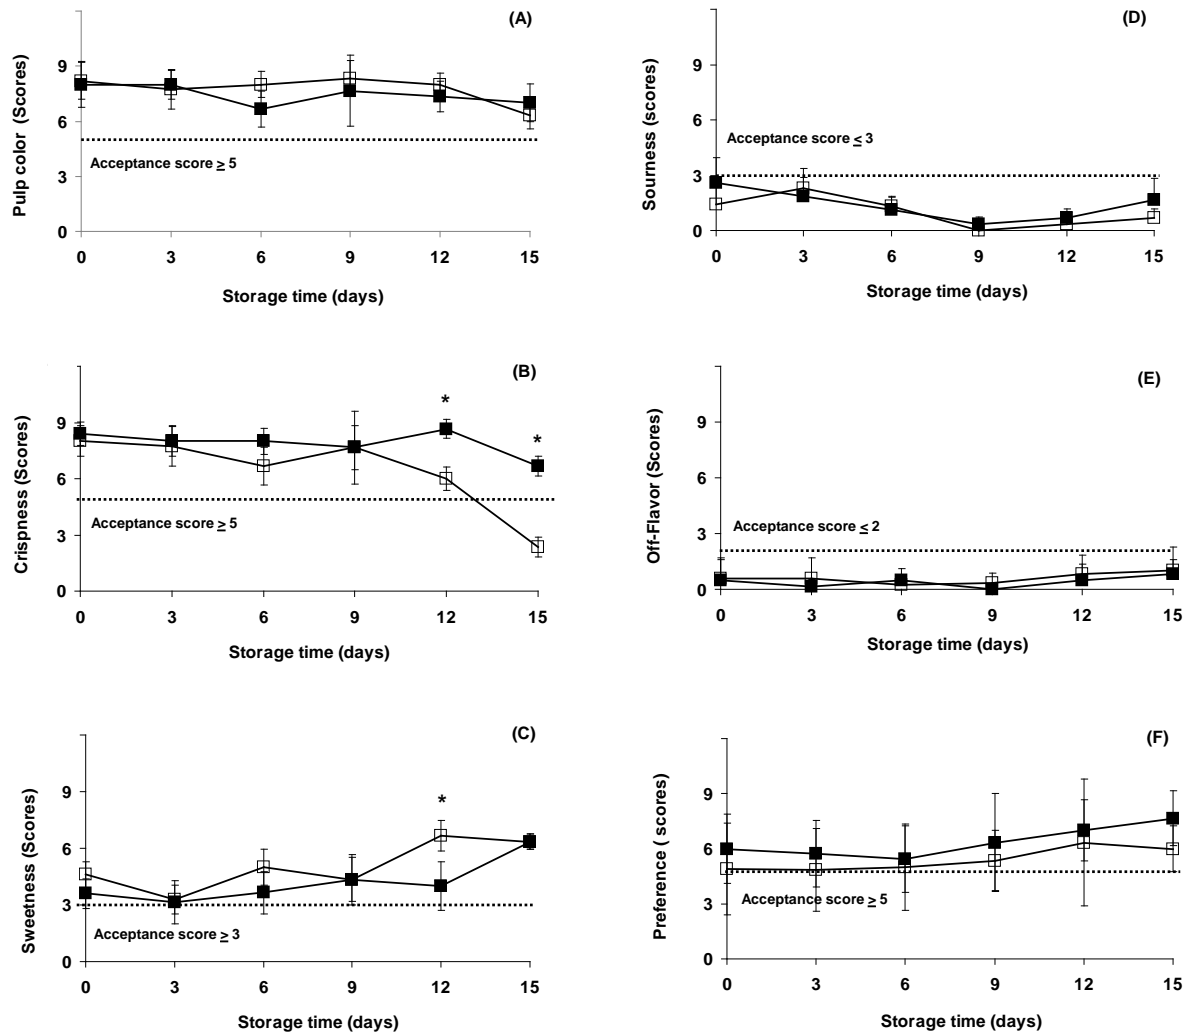 (A)
Pulp color (Scores)
9
6
3
0
Acceptance score ≥ 5
0 3 6 9 12 15
Storage time (days)
(D)
Sourness (scores)
9
6
3
0
Acceptance score ≤ 3
0 3 6 9 12 15
Storage time (days)
(B)
Crispness (Scores)
9
6
3
0
*
*
Acceptance score ≥ 5
0 3 6 9 12 15
Storage time (days)
(E)
Off-Flavor (Scores)
9
6
3
0
Acceptance score ≤ 2
0 3 6 9 12 15
Storage time (days)
(C)
Sweetness (Scores)
9
6
3
0
*
Acceptance score ≥ 3
0 3 6 9 12 15
Storage time (days)
(F)
Preference ( scores)
9
6
3
0
Acceptance score ≥ 5
0 3 6 9 12 15
Storage time (days)